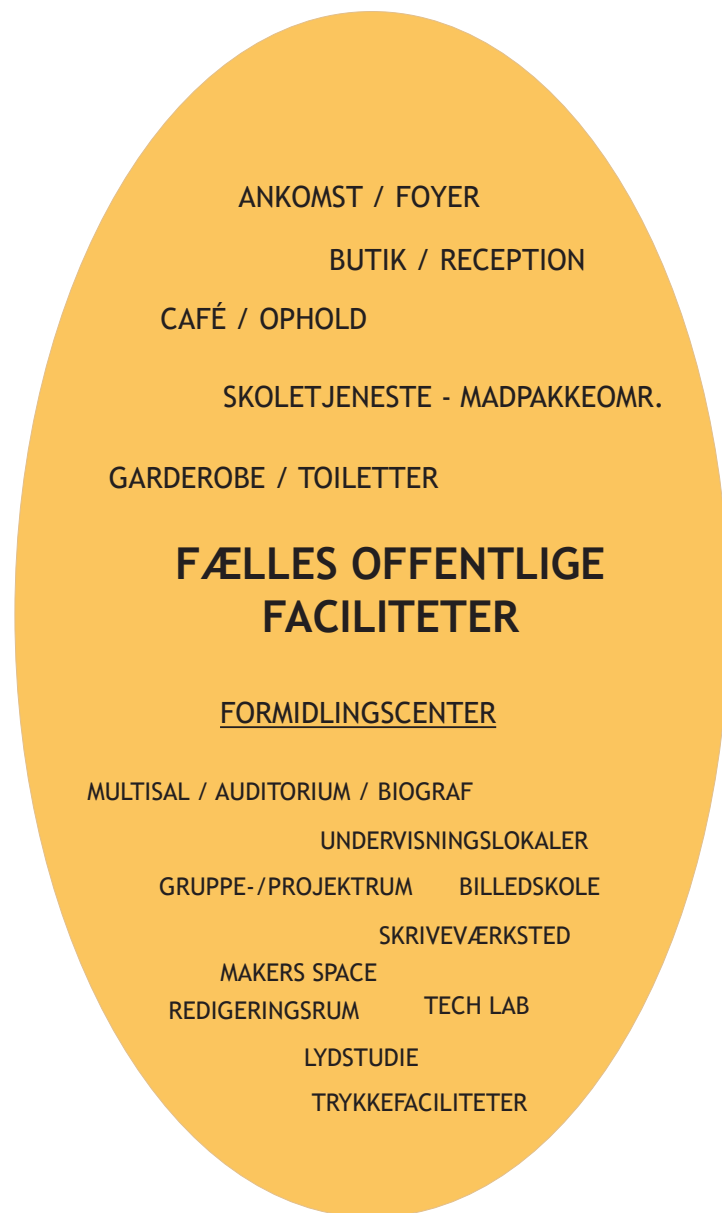 ANKOMST / FOYER
BUTIK / RECEPTION
CAFÉ / OPHOLD
SKOLETJENESTE - MADPAKKEOMR.
GARDEROBE / TOILETTER
FÆLLES OFFENTLIGE
FACILITETER
FORMIDLINGSCENTER
MULTISAL / AUDITORIUM / BIOGRAF
UNDERVISNINGSLOKALER
GRUPPE-/PROJEKTRUM BILLEDSKOLE
SKRIVEVÆRKSTED
MAKERS SPACE
REDIGERINGSRUM TECH LAB
LYDSTUDIE
TRYKKEFACILITETER